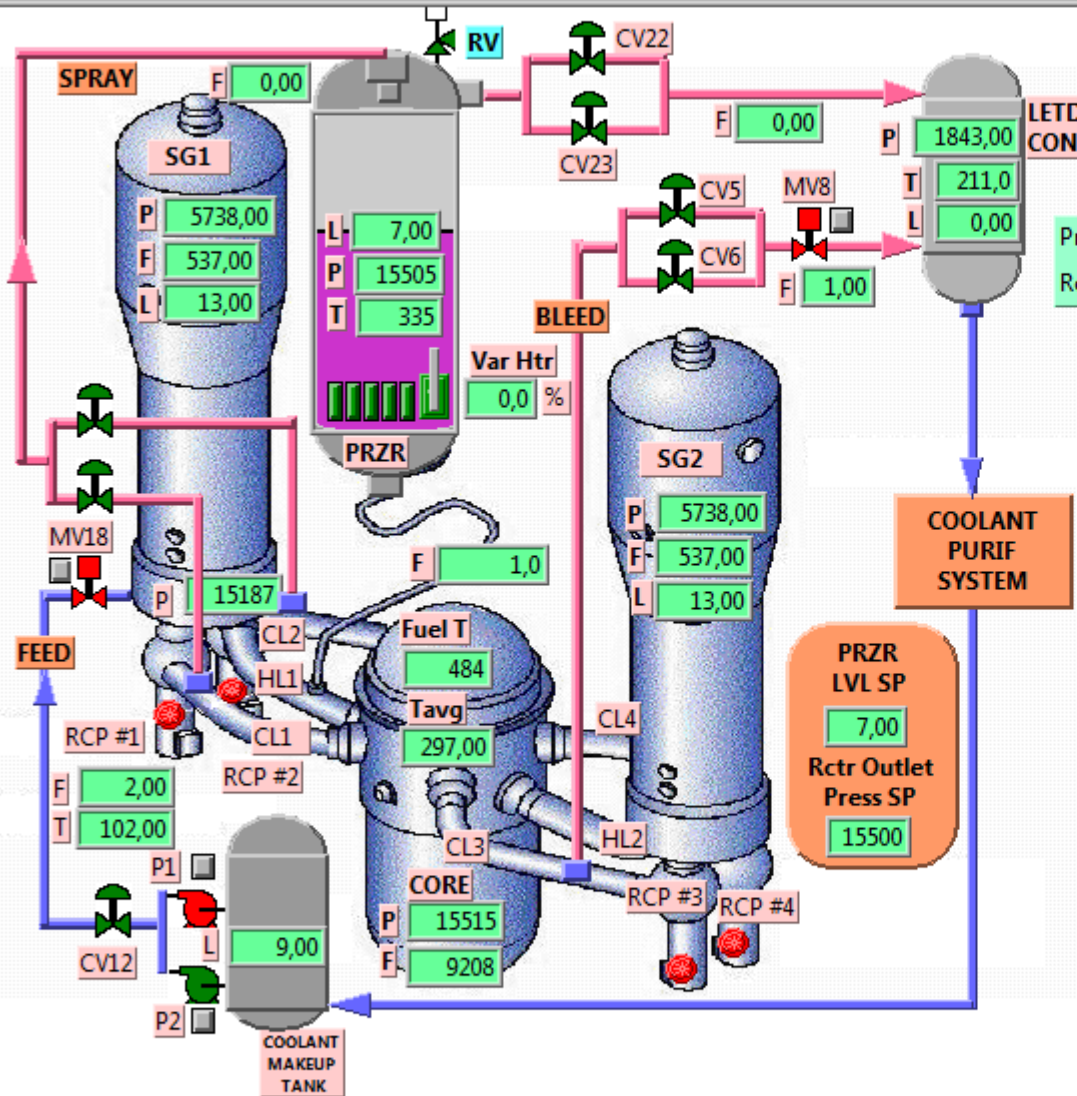 RV
CV22
SPRAY
F 0,00
SG1
F 0,00
CV23
P 1843,00
LETD
CON
T 211,0
L 0,00
CV5
MV8
P 5738,00
F 537,00
L 13,00
L 7,00
P 15505
T 335
CV6
F 1,00
BLEED
Var Htr
0,0 %
PRZR
SG2
P 5738,00
F 537,00
L 13,00
COOLANT
PURIF
SYSTEM
MV18
F 1,0
P 15187
FEED
CL2
HL1
Fuel T
484
Tavg
297,00
CL4
PRZR
LVL SP
7,00
Rctr Outlet
Press SP
15500
RCP #1
CL1
RCP #2
F 2,00
T 102,00
CL3
HL2
P1
CORE
RCP #3
RCP #4
P 15515
F 9208
CV12
L 9,00
P2
COOLANT
MAKEUP
TANK